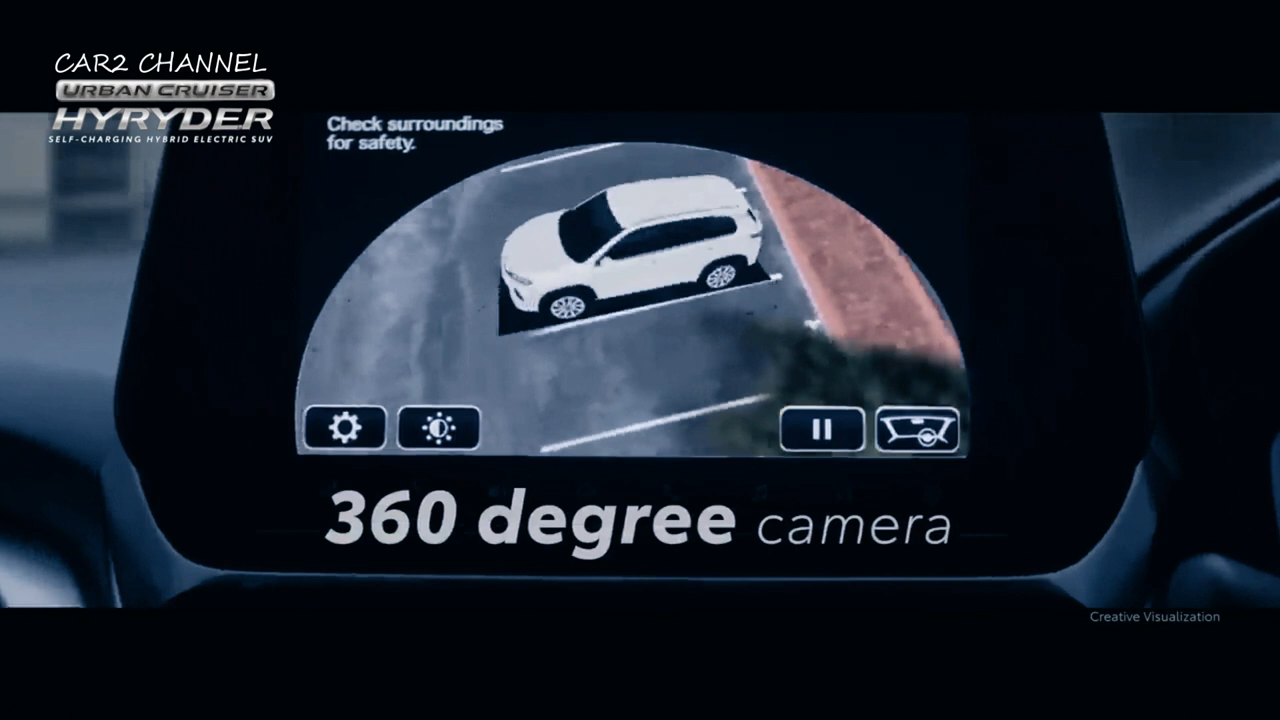 CAR2 CHANNEL
URBAN CRUISER
HYRYDER
SELF-CHARGING HYBRID ELECTRIC SUV
Check surroundings
for safety.
360 degree camera
Creative Visualization